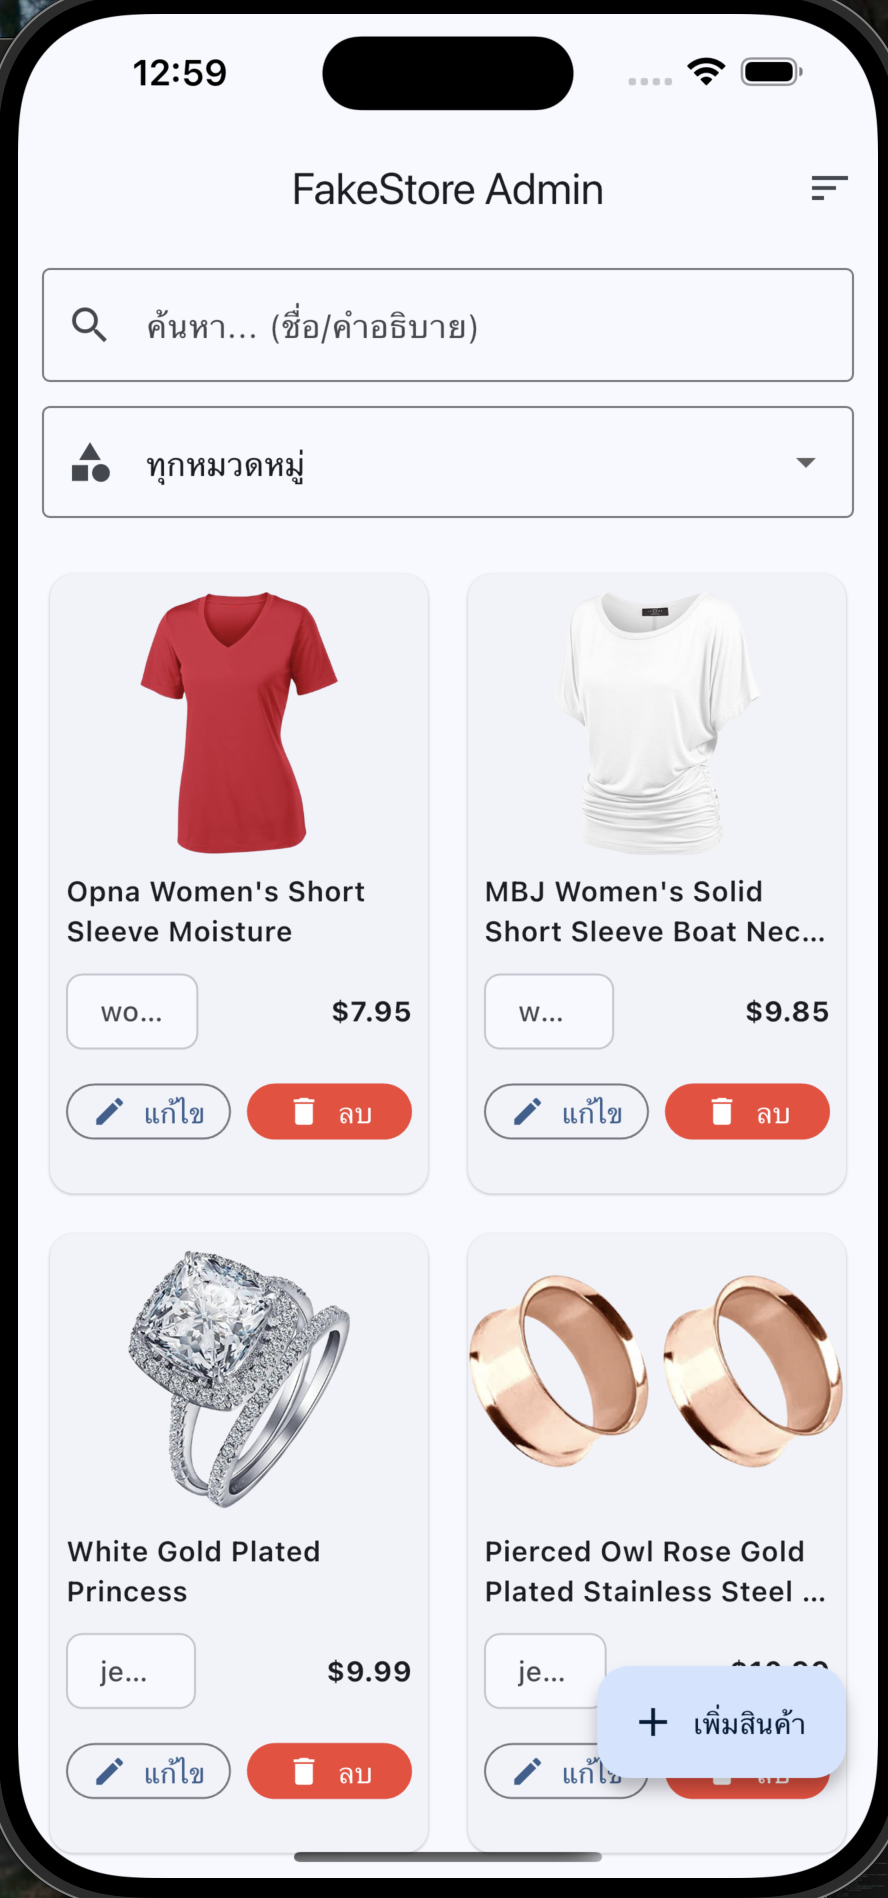 12:59
FakeStore Admin
ค้นหา... (ชื่อ/คำอธิบาย)
ทุกหมวดหมู่
Opna Women's Short
Sleeve Moisture
wo...
$7.95
แก้ไข
ลบ
MBJ Women's Solid
Short Sleeve Boat Nec...
w...
$9.85
แก้ไข
ลบ
White Gold Plated
Princess
je...
$9.99
แก้ไข
ลบ
Pierced Owl Rose Gold
Plated Stainless Steel ...
je...
แก้ไข
ลบ
เพิ่มสินค้า